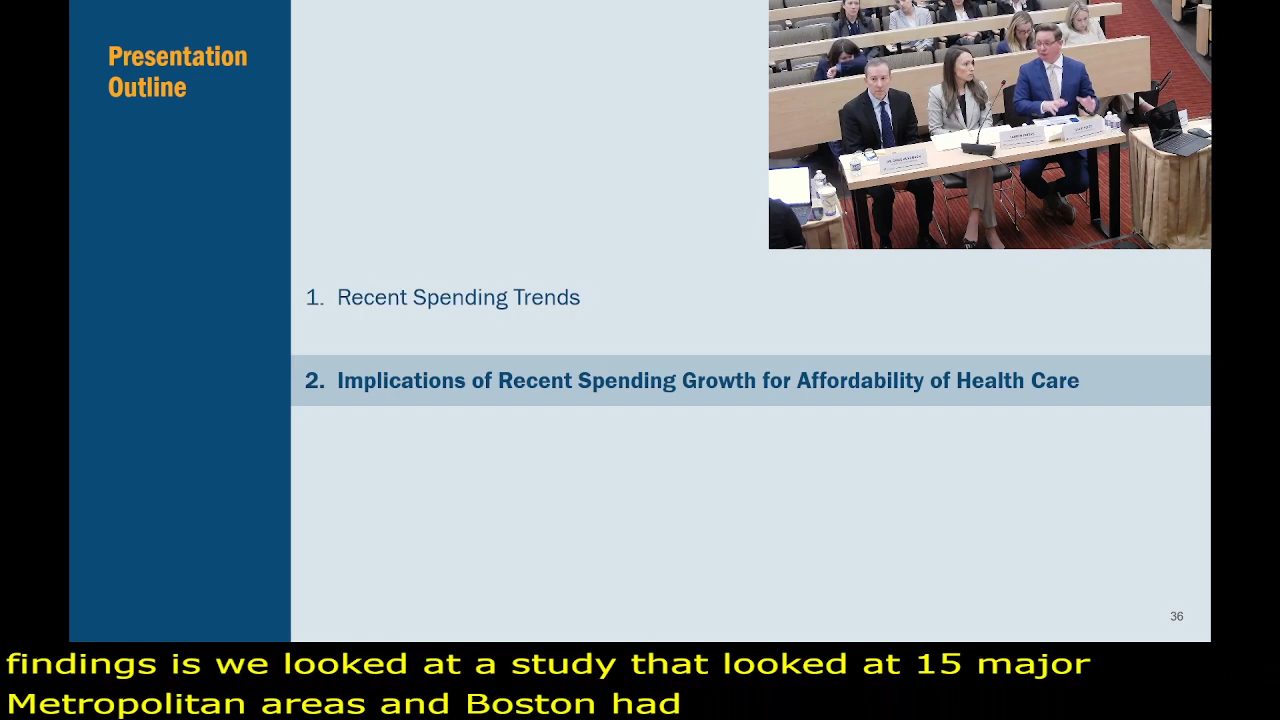 Presentation
Outline
1. Recent Spending Trends
2. Implications of Recent Spending Growth for Affordability of Health Care
36
findings is we looked at a study that looked at 15 major
Metropolitan areas and Boston had